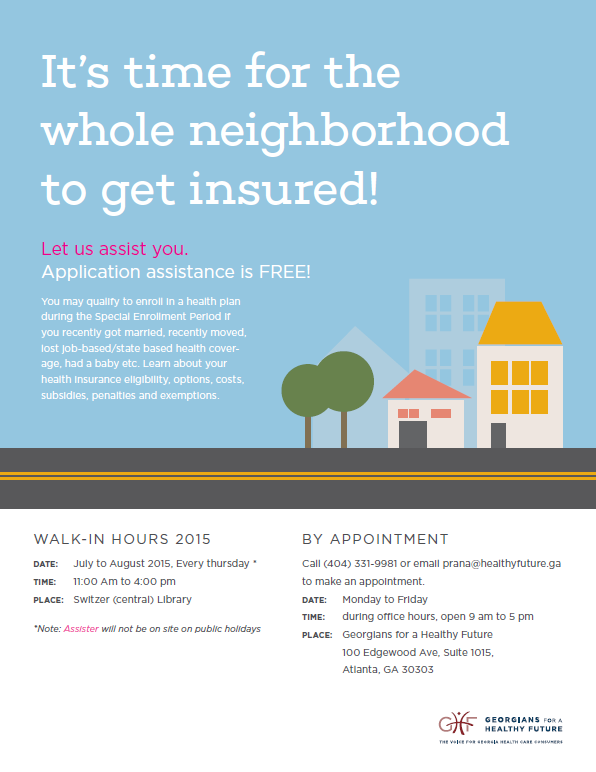 It's time for the
whole neighborhood
to get insured!
Let us assist you.
Application assistance is FREE!
You may qualify to enroll in a health plan
during the Special Enrollment Period if
you recently got married, recently moved,
lost job-based/state based health cover-
age, had a baby etc. Learn about your
health insurance eligibility, options, costs,
subsidies, penalties and exemptions.
WALK-IN HOURS 2015
DATE: July to August 2015, Every thursday *
TIME: 11:00 Am to 4:00 pm
PLACE: Switzer (central) Library
*Note: Assister will not be on site on public holidays
BY APPOINTMENT
Call (404) 331-9981 or email prana@healthyfuture.ga
to make an appointment.
DATE: Monday to Friday
TIME: during office hours, open 9 am to 5 pm
PLACE: Georgians for a Healthy Future
100 Edgewood Ave, Suite 1015,
Atlanta, GA 30303
GHF
GEORGIANS FOR A
HEALTHY FUTURE
THE VOICE FOR GEORGIA HEALTH CARE CONSUMERS